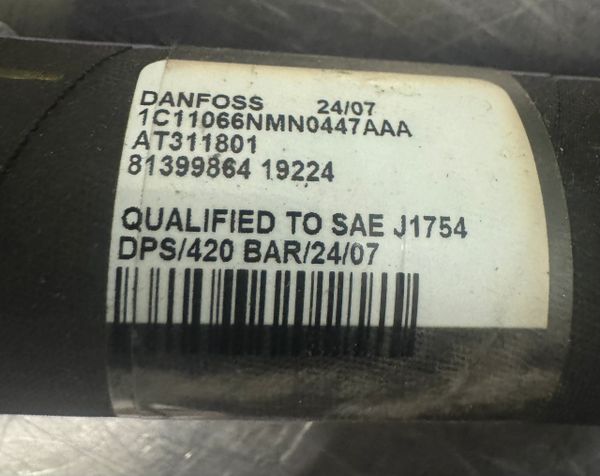 DANFOSS 24/07
1C11066NMN0447AAA
AT311801
81399864 19224
QUALIFIED TO SAE J1754
DPS/420 BAR/24/07